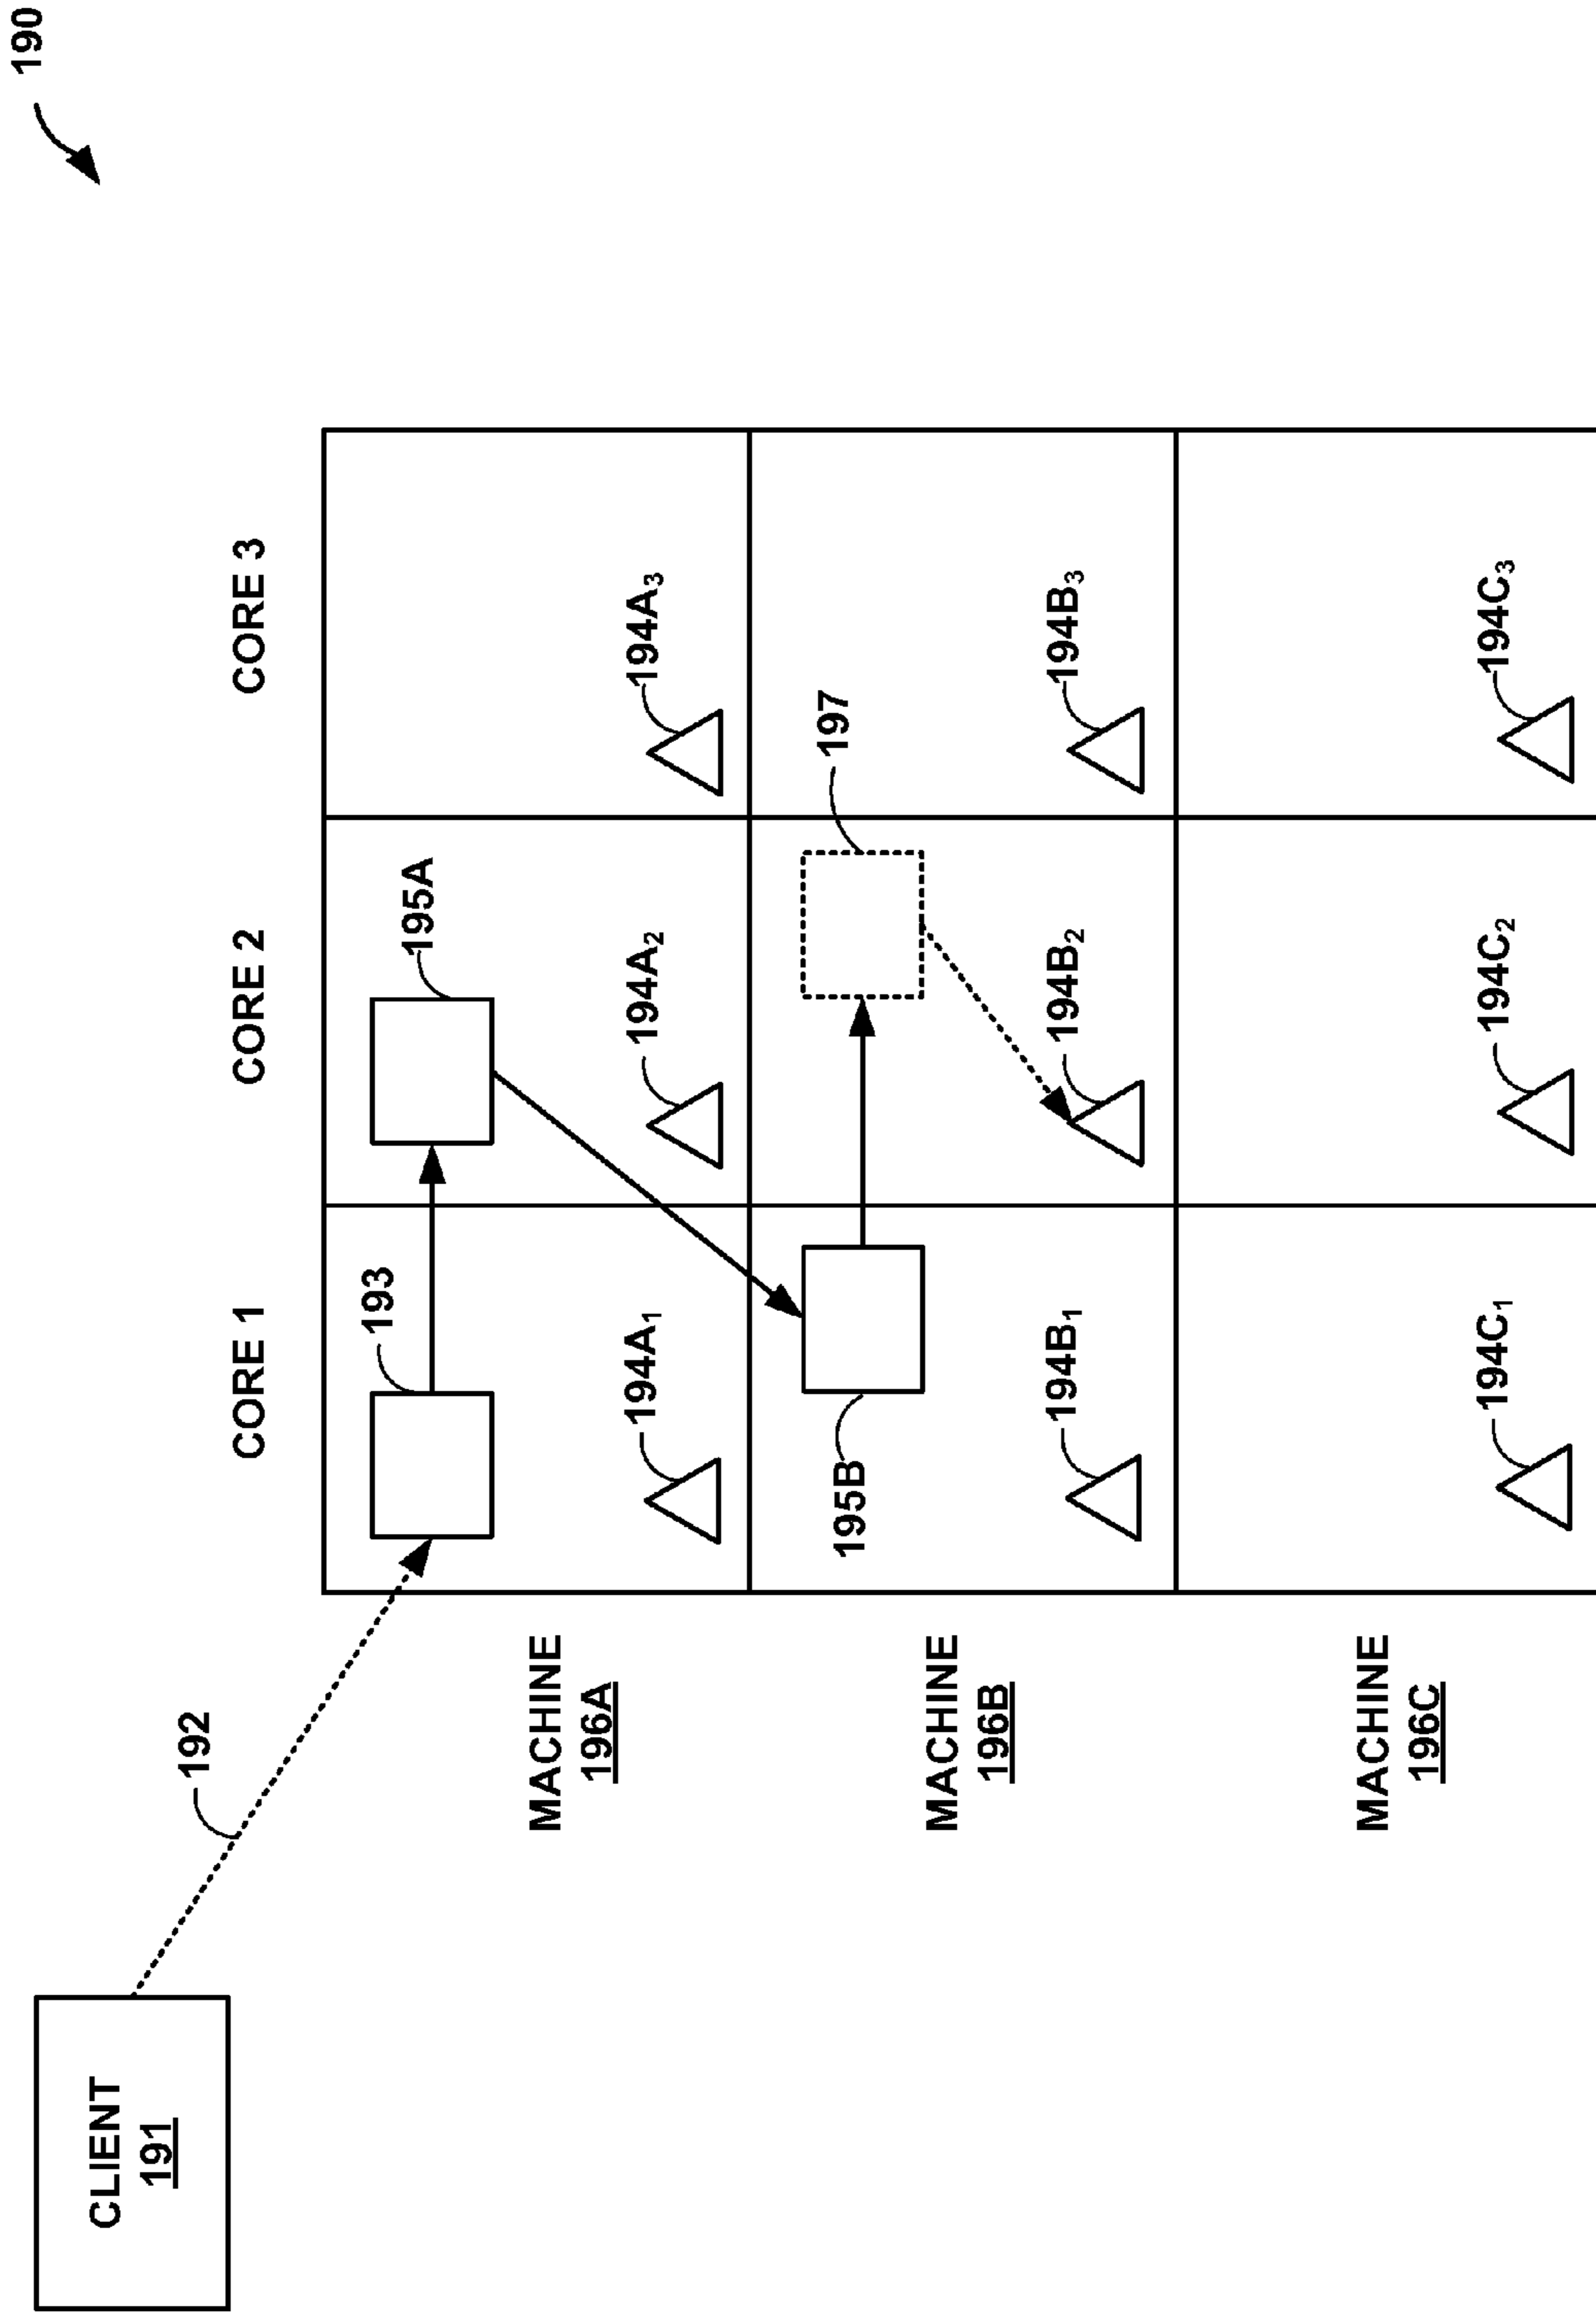 190
CLIENT
191
192
CORE 1
CORE 2
CORE 3
MACHINE
196A
193
195A
194A₁
194A₂
194A₃
MACHINE
196B
195B
197
194B₁
194B₂
194B₃
MACHINE
196C
194C₁
194C₂
194C₃